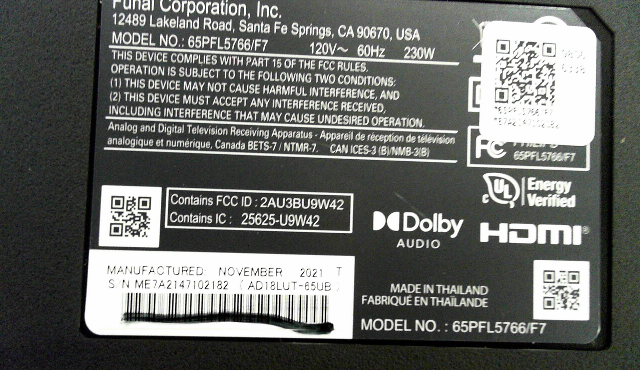 Funai Corporation, Inc.
12489 Lakeland Road, Santa Fe Springs, CA 90670, USA
MODEL NO.: 65PFL5766/F7 120V～ 60Hz 230W
THIS DEVICE COMPLIES WITH PART 15 OF THE FCC RULES.
OPERATION IS SUBJECT TO THE FOLLOWING TWO CONDITIONS:
(1) THIS DEVICE MAY NOT CAUSE HARMFUL INTERFERENCE, AND
(2) THIS DEVICE MUST ACCEPT ANY INTERFERENCE RECEIVED,
INCLUDING INTERFERENCE THAT MAY CAUSE UNDESIRED OPERATION.
Analog and Digital Television Receiving Apparatus - Appareil de réception de télévision
analogique et numérique, Canada BETS-7 / NTMR-7. CAN ICES-3 (B)/NMB-3(B)
FC
65PFL5766/F7
UL
Energy
Verified
Contains FCC ID : 2AU3BU9W42
Contains IC : 25625-U9W42
Dolby
AUDIO
HDMI
MANUFACTURED: NOVEMBER 2021 T
S/N ME7A2147102182 (AD18LUT-65UB)
MADE IN THAILAND
FABRIQUÉ EN THAÏLANDE
MODEL NO. : 65PFL5766/F7